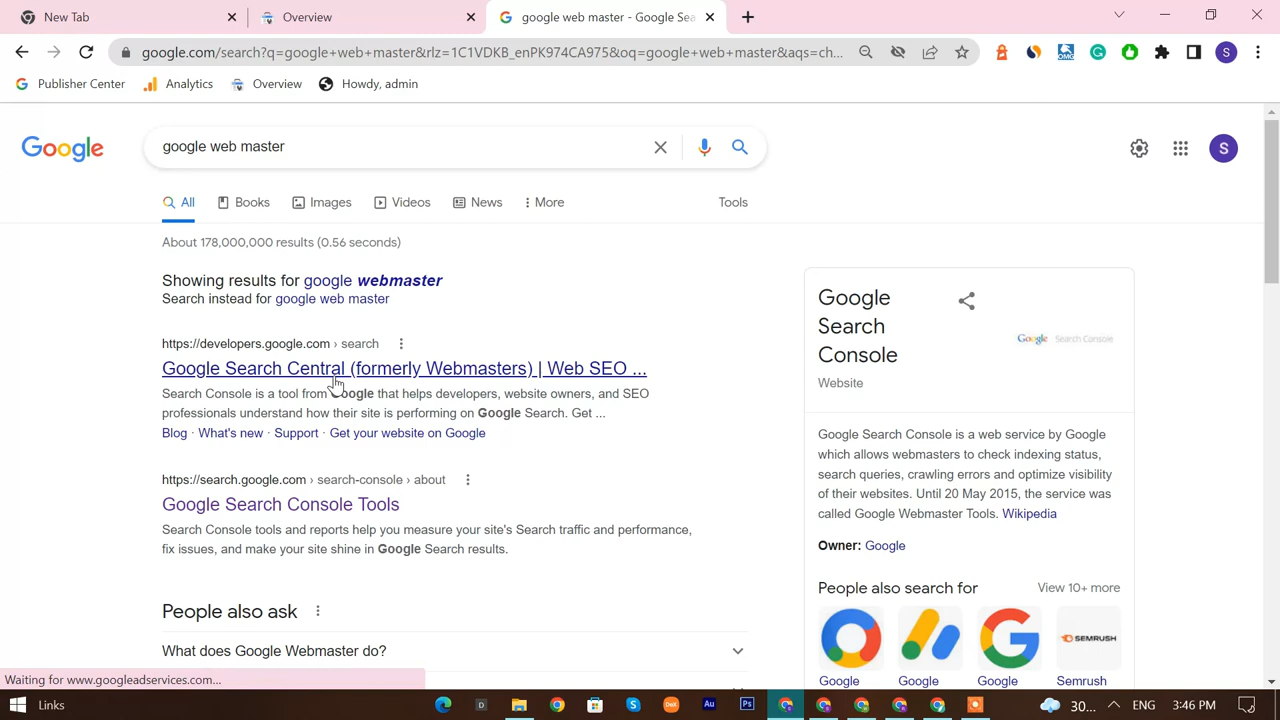 New Tab
Overview
google web master - Google Sea
google.com/search?q=google+web+master&rlz=1C1VDKB_enPK974CA975&oq=google+web+master&aqs=ch...
S
Publisher Center
Analytics
Overview
Howdy, admin
Google
google web master
S
All
Books
Images
Videos
News
More
Tools
About 178,000,000 results (0.56 seconds)
Showing results for google webmaster
Search instead for google web master
https://developers.google.com › search
Google Search Central (formerly Webmasters) | Web SEO ...
Search Console is a tool from Google that helps developers, website owners, and SEO
professionals understand how their site is performing on Google Search. Get ...
Blog · What's new · Support · Get your website on Google
https://search.google.com › search-console › about
Google Search Console Tools
Search Console tools and reports help you measure your site's Search traffic and performance,
fix issues, and make your site shine in Google Search results.
People also ask
What does Google Webmaster do?
Google
Search
Console
Google Search Console
Website
Google Search Console is a web service by Google
which allows webmasters to check indexing status,
search queries, crawling errors and optimize visibility
of their websites. Until 20 May 2015, the service was
called Google Webmaster Tools. Wikipedia
Owner: Google
People also search for
View 10+ more
SEMRUSH
Google
Google
Google
Semrush
Waiting for www.googleadservices.com...
Links
30...
ENG
3:46 PM